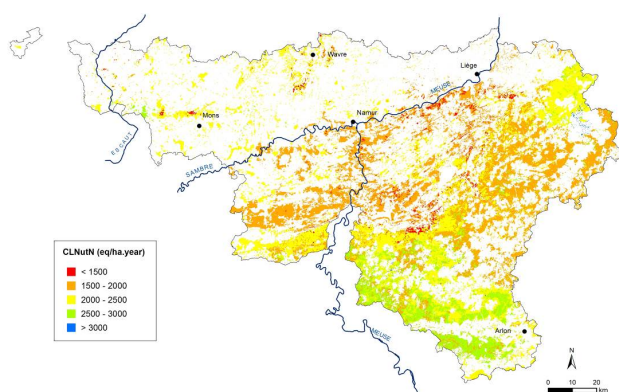 Wavre
Liège
MEUSE
Mons
Namur
ESCAUT
SAMBRE
CLNutN (eq/ha.year)
< 1500
1500 - 2000
2000 - 2500
2500 - 3000
> 3000
MEUSE
Arlon
N
0 10 20
km